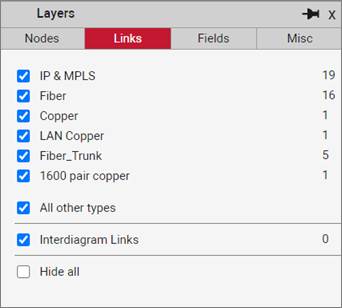 Layers X
Nodes Links Fields Misc
IP & MPLS 19
Fiber 16
Copper 1
LAN Copper 1
Fiber_Trunk 5
1600 pair copper 1
All other types
Interdiagram Links 0
Hide all